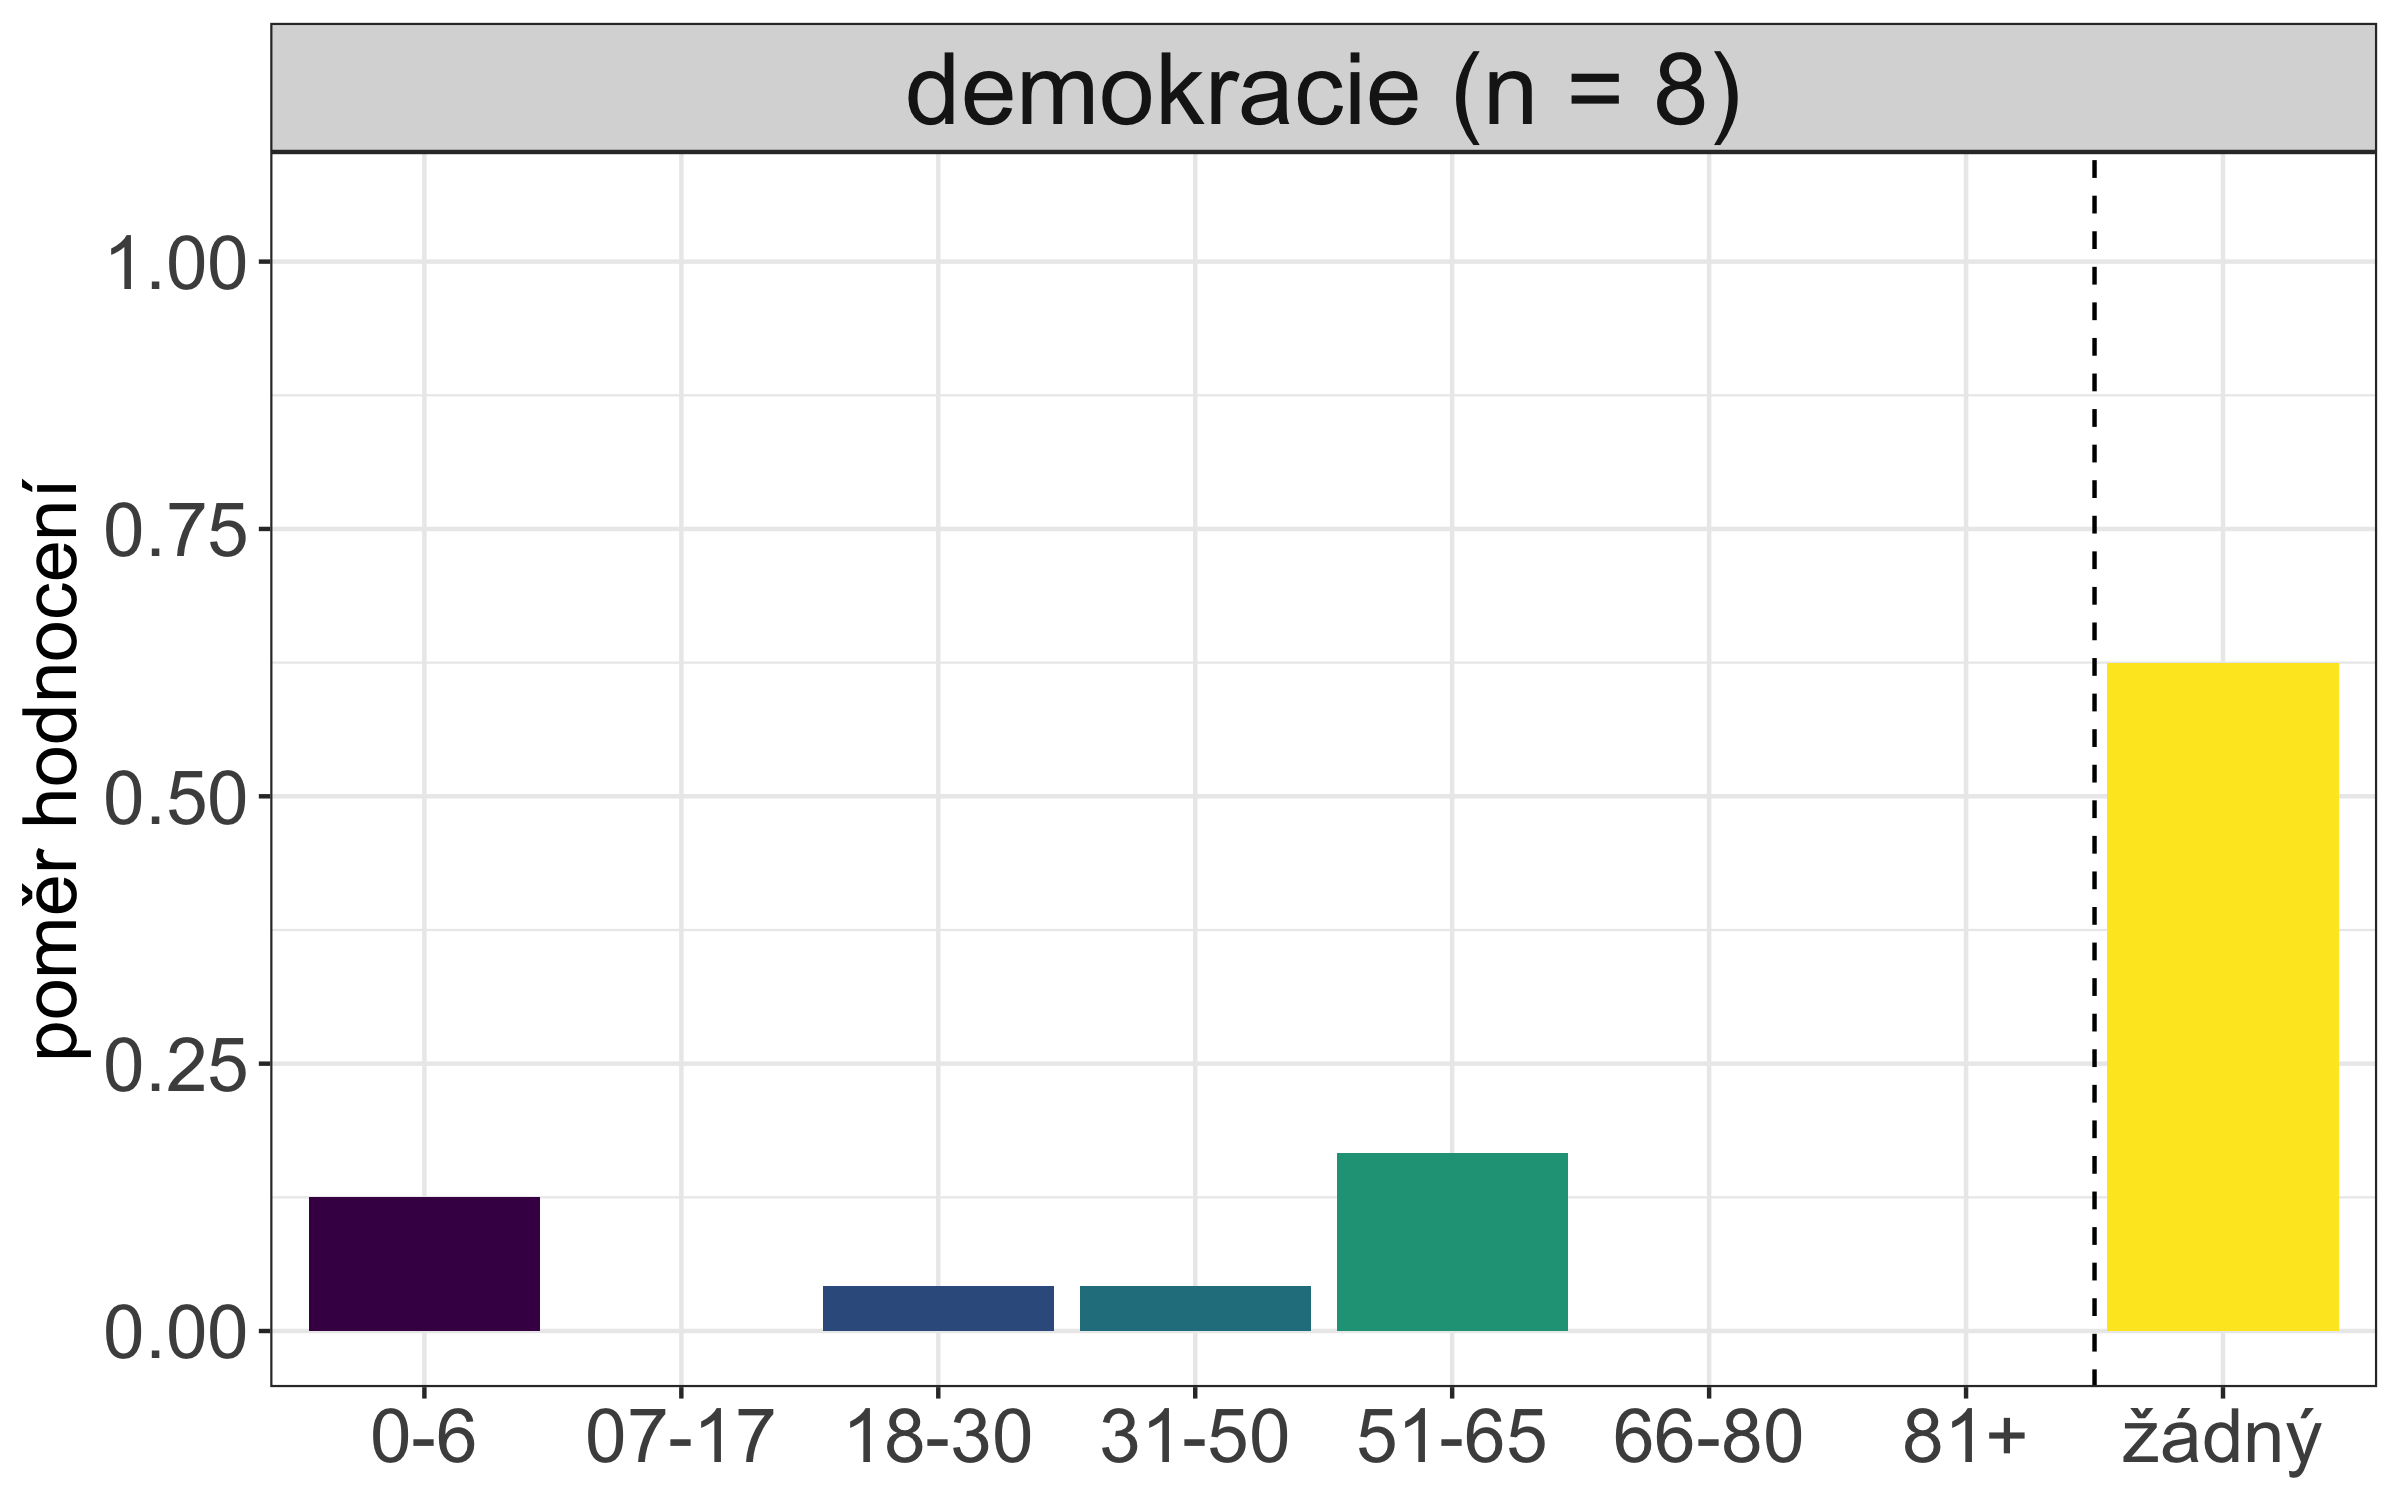 demokracie (n = 8)
poměr hodnocení
1.00
0.75
0.50
0.25
0.00
0-6 07-17 18-30 31-50 51-65 66-80 81+ žádný